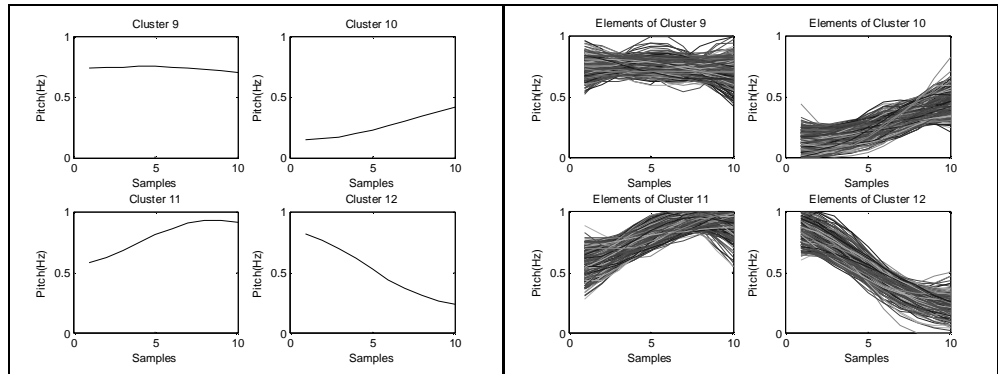 Cluster 9
1
0.5
0
Pitch(Hz)
0 5 10
Samples
Cluster 10
1
0.5
0
Pitch(Hz)
0 5 10
Samples
Cluster 11
1
0.5
0
Pitch(Hz)
0 5 10
Samples
Cluster 12
1
0.5
0
Pitch(Hz)
0 5 10
Samples
Elements of Cluster 9
1
0.5
0
Pitch(Hz)
0 5 10
Samples
Elements of Cluster 10
1
0.5
0
Pitch(Hz)
0 5 10
Samples
Elements of Cluster 11
1
0.5
0
Pitch(Hz)
0 5 10
Samples
Elements of Cluster 12
1
0.5
0
Pitch(Hz)
0 5 10
Samples